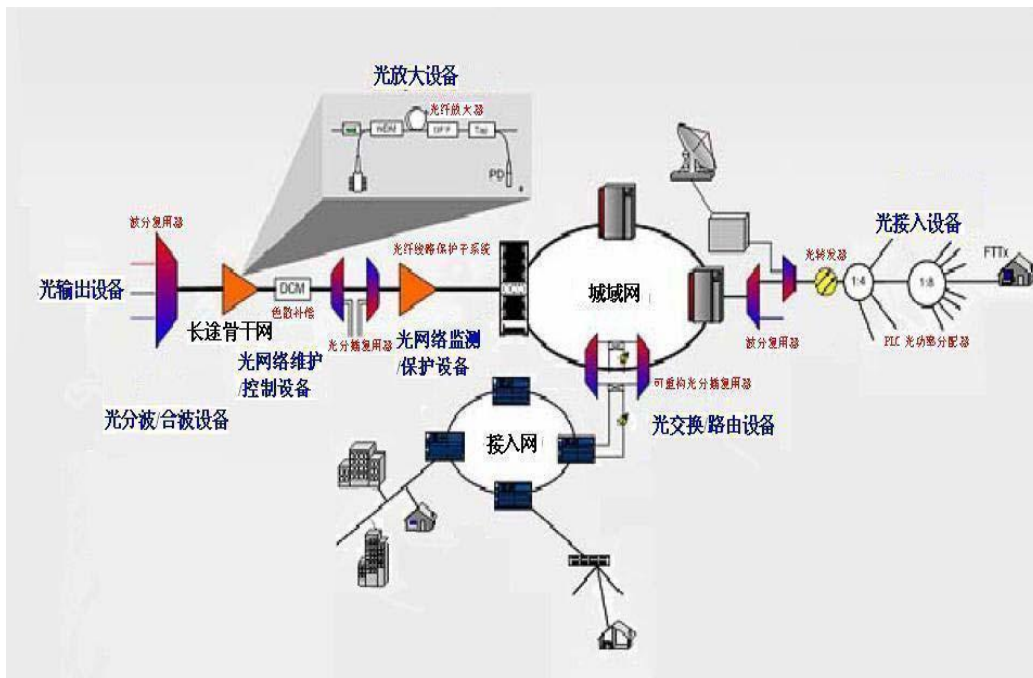 光放大设备
光纤放大器
WDM
GFF
Tap
PD
波分复用器
光纤线路保护子系统
光接入设备
光转发器
FTTx
光输出设备
DCM
城域网
1:4
1:8
长途骨干网
色散补偿
光分插复用器
波分复用器
PLC 光功率分配器
光网络维护
/控制设备
光网络监测
/保护设备
可重构光分插复用器
光分波/合波设备
光交换/路由设备
接入网